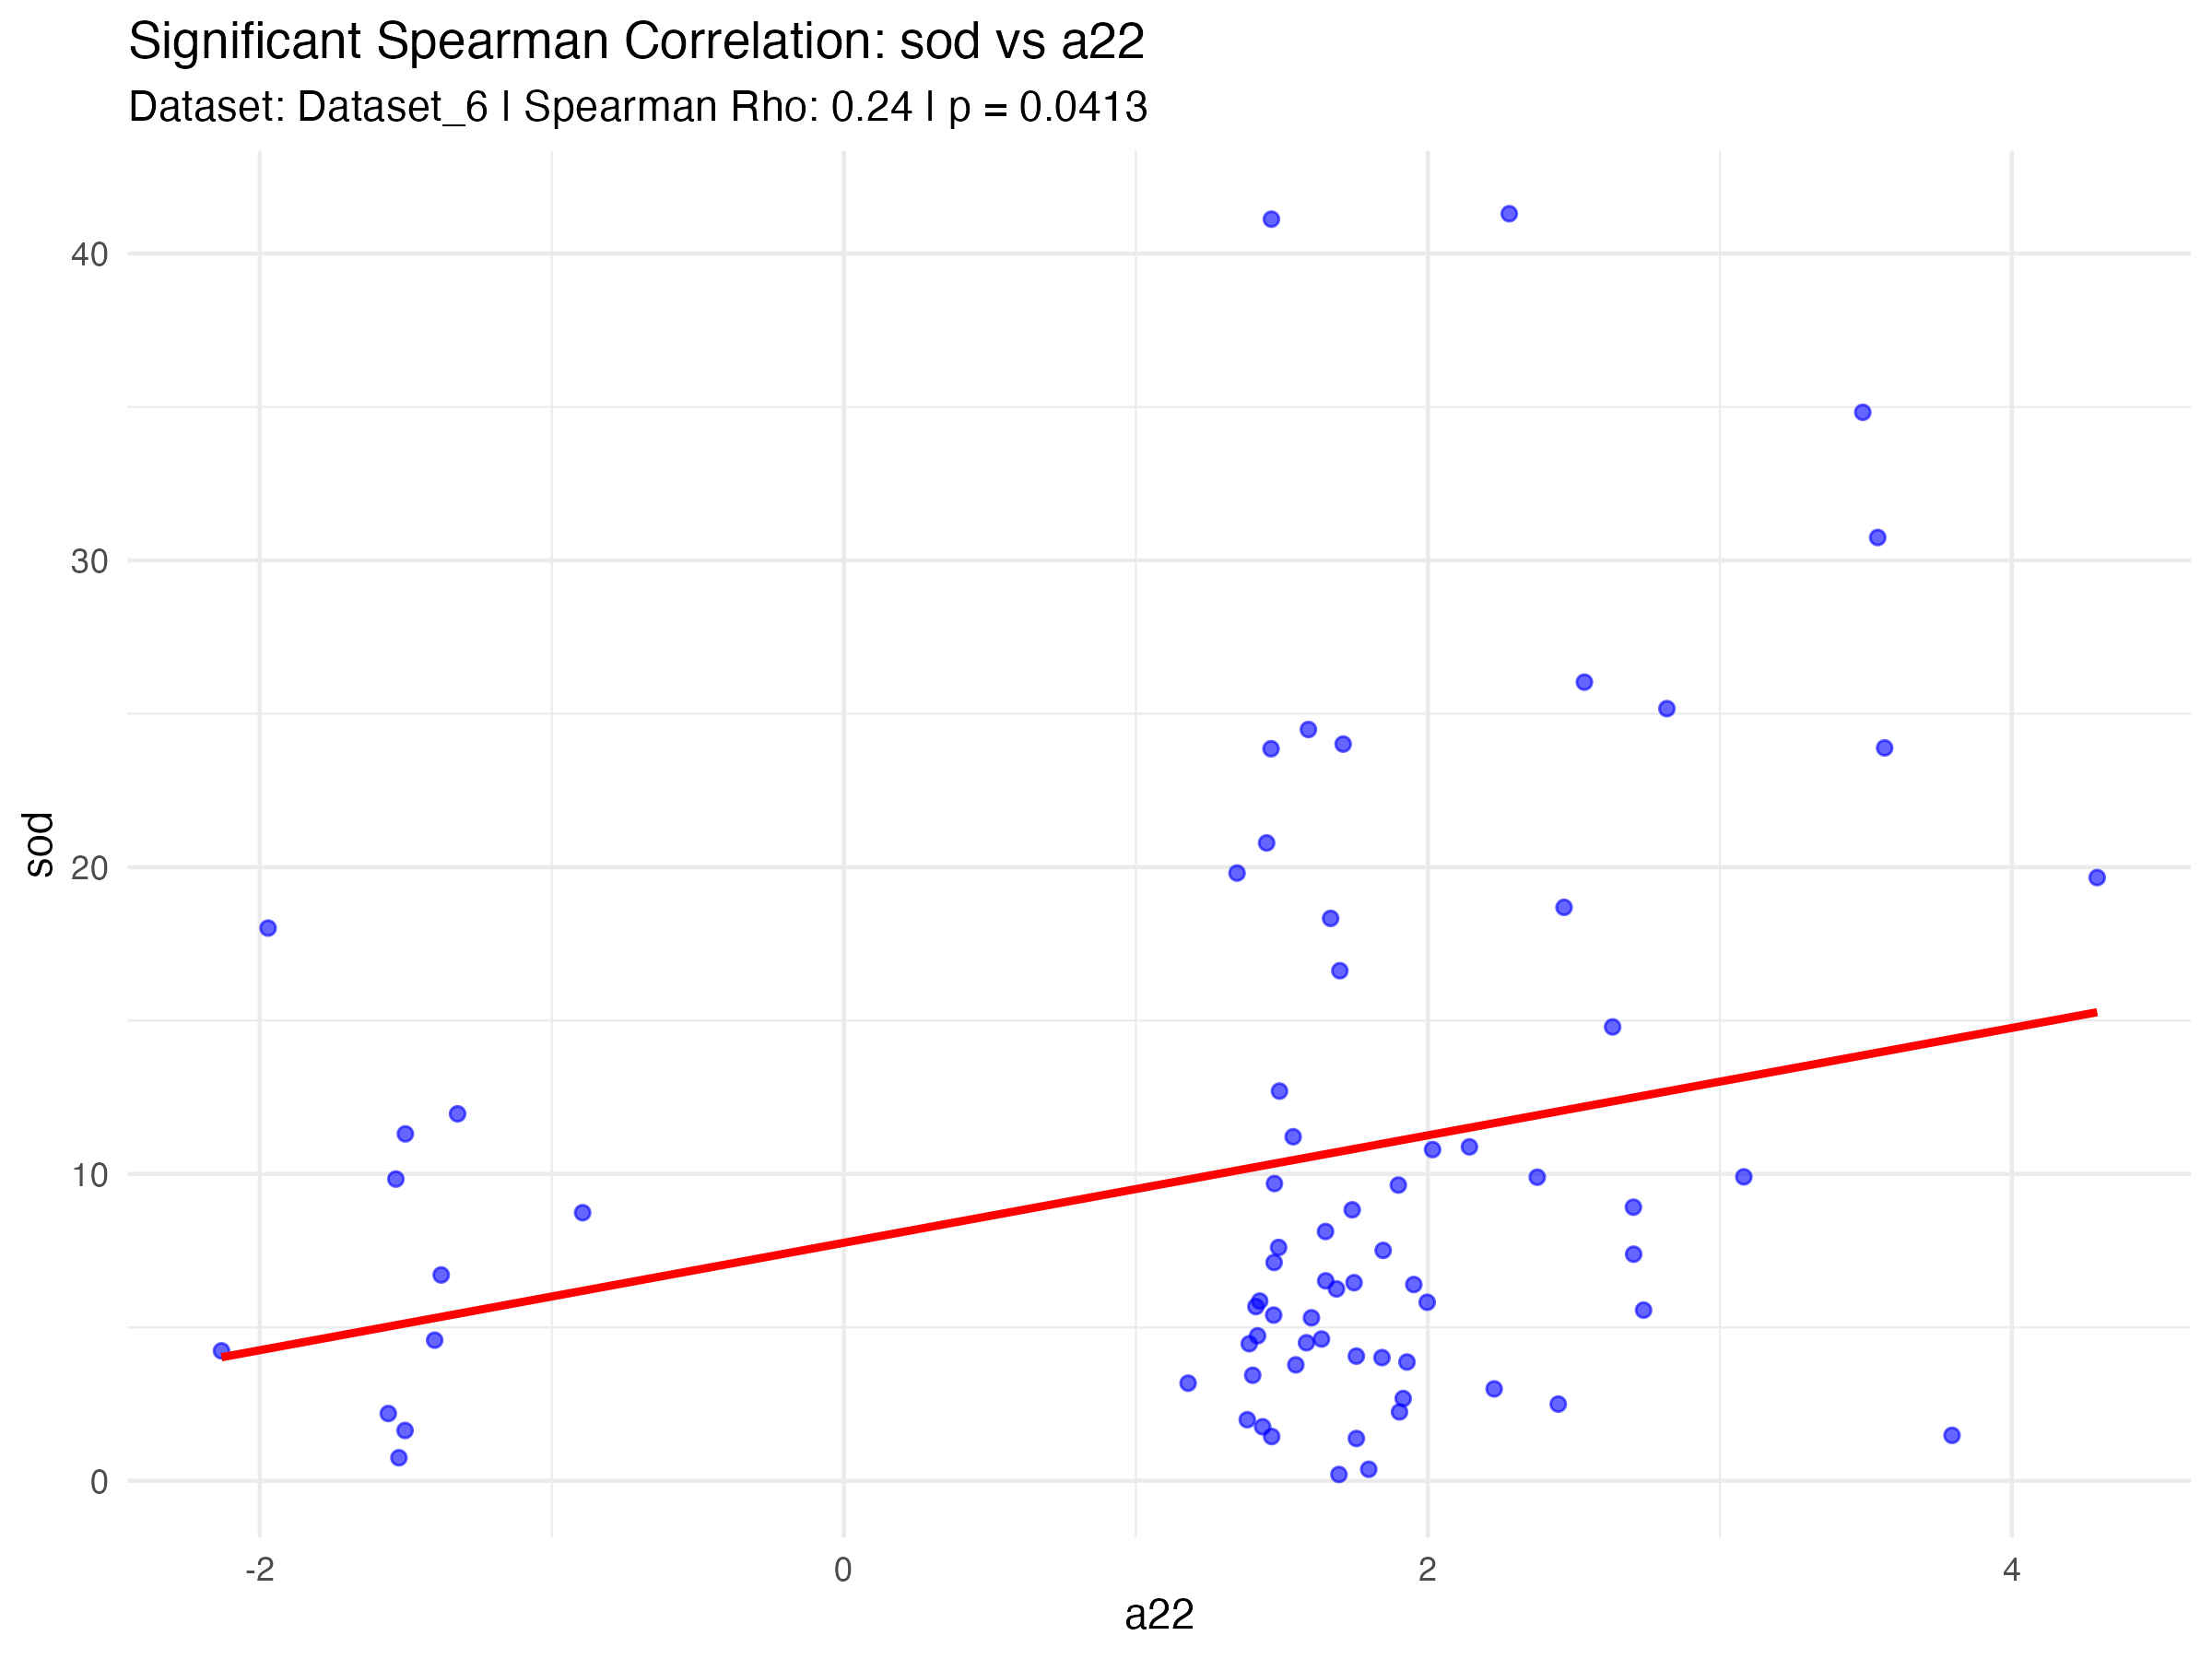 Significant Spearman Correlation: sod vs a22
Dataset: Dataset_6 | Spearman Rho: 0.24 | p = 0.0413
40
30
20
10
0
sod
-2
0
2
4
a22